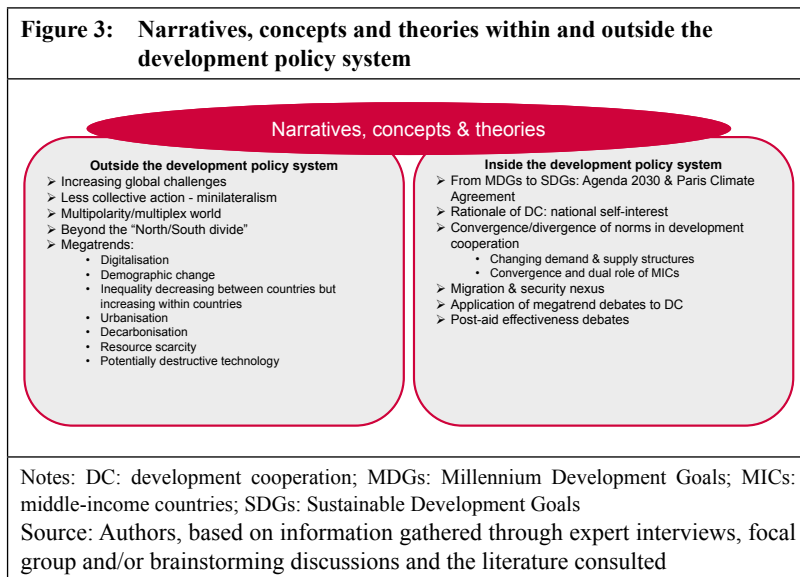 Figure 3: Narratives, concepts and theories within and outside the
development policy system
Narratives, concepts & theories
Outside the development policy system
➢ Increasing global challenges
➢ Less collective action - minilateralism
➢ Multipolarity/multiplex world
➢ Beyond the “North/South divide”
➢ Megatrends:
• Digitalisation
• Demographic change
• Inequality decreasing between countries but
increasing within countries
• Urbanisation
• Decarbonisation
• Resource scarcity
• Potentially destructive technology
Inside the development policy system
➢ From MDGs to SDGs: Agenda 2030 & Paris Climate
Agreement
➢ Rationale of DC: national self-interest
➢ Convergence/divergence of norms in development
cooperation
• Changing demand & supply structures
• Convergence and dual role of MICs
➢ Migration & security nexus
➢ Application of megatrend debates to DC
➢ Post-aid effectiveness debates
Notes: DC: development cooperation; MDGs: Millennium Development Goals; MICs:
middle-income countries; SDGs: Sustainable Development Goals
Source: Authors, based on information gathered through expert interviews, focal
group and/or brainstorming discussions and the literature consulted